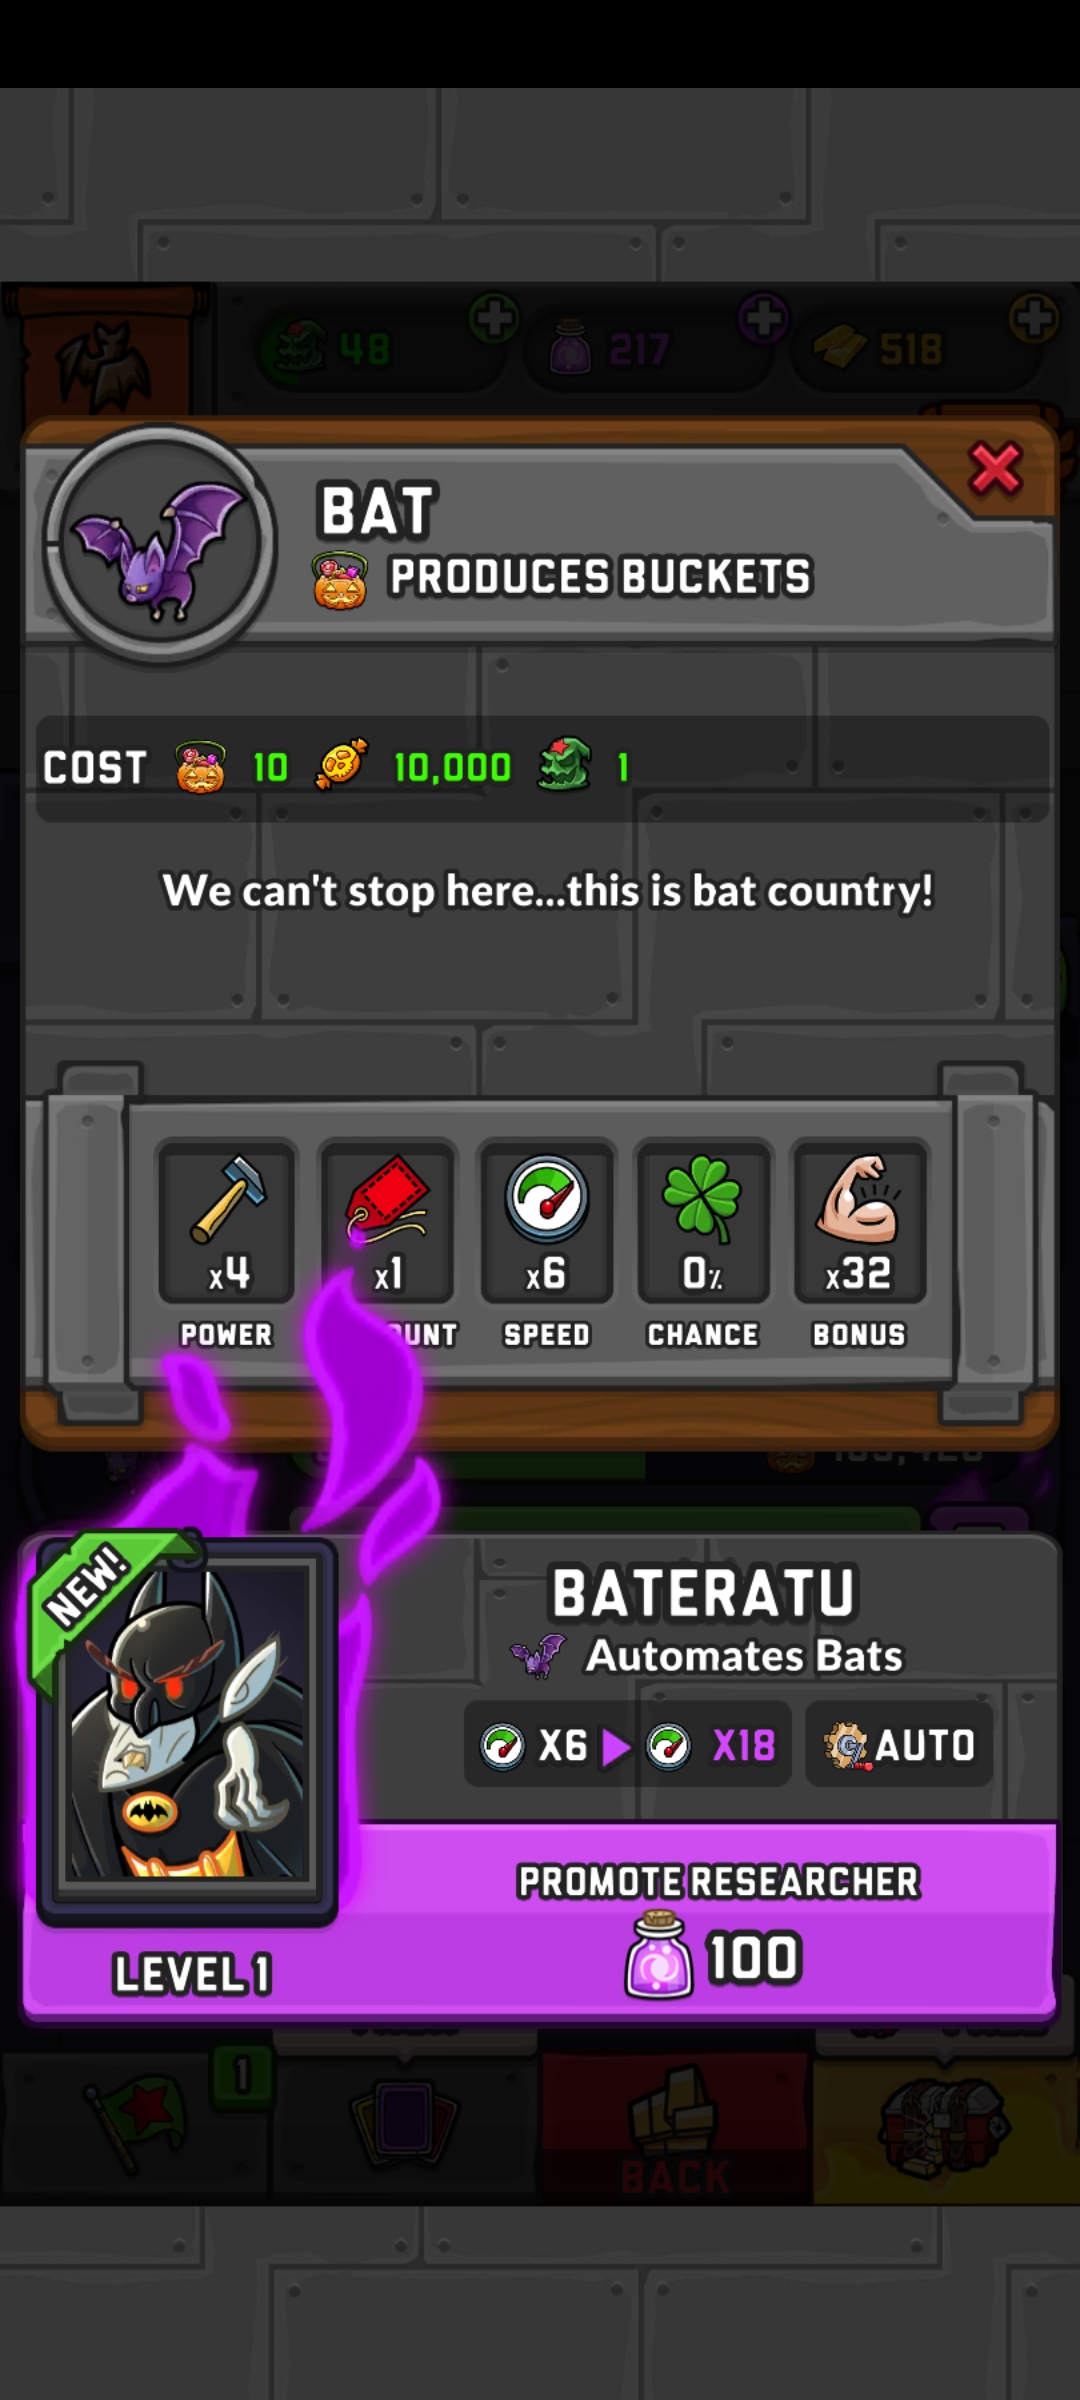 48 217 518
BAT
PRODUCES BUCKETS
COST 10 10,000 1
We can't stop here...this is bat country!
x4 x1 x6 0% x32
POWER SPEED CHANCE BONUS
NEW!
BATERATU
Automates Bats
X6 X18 AUTO
PROMOTE RESEARCHER
100
LEVEL 1
1
BACK